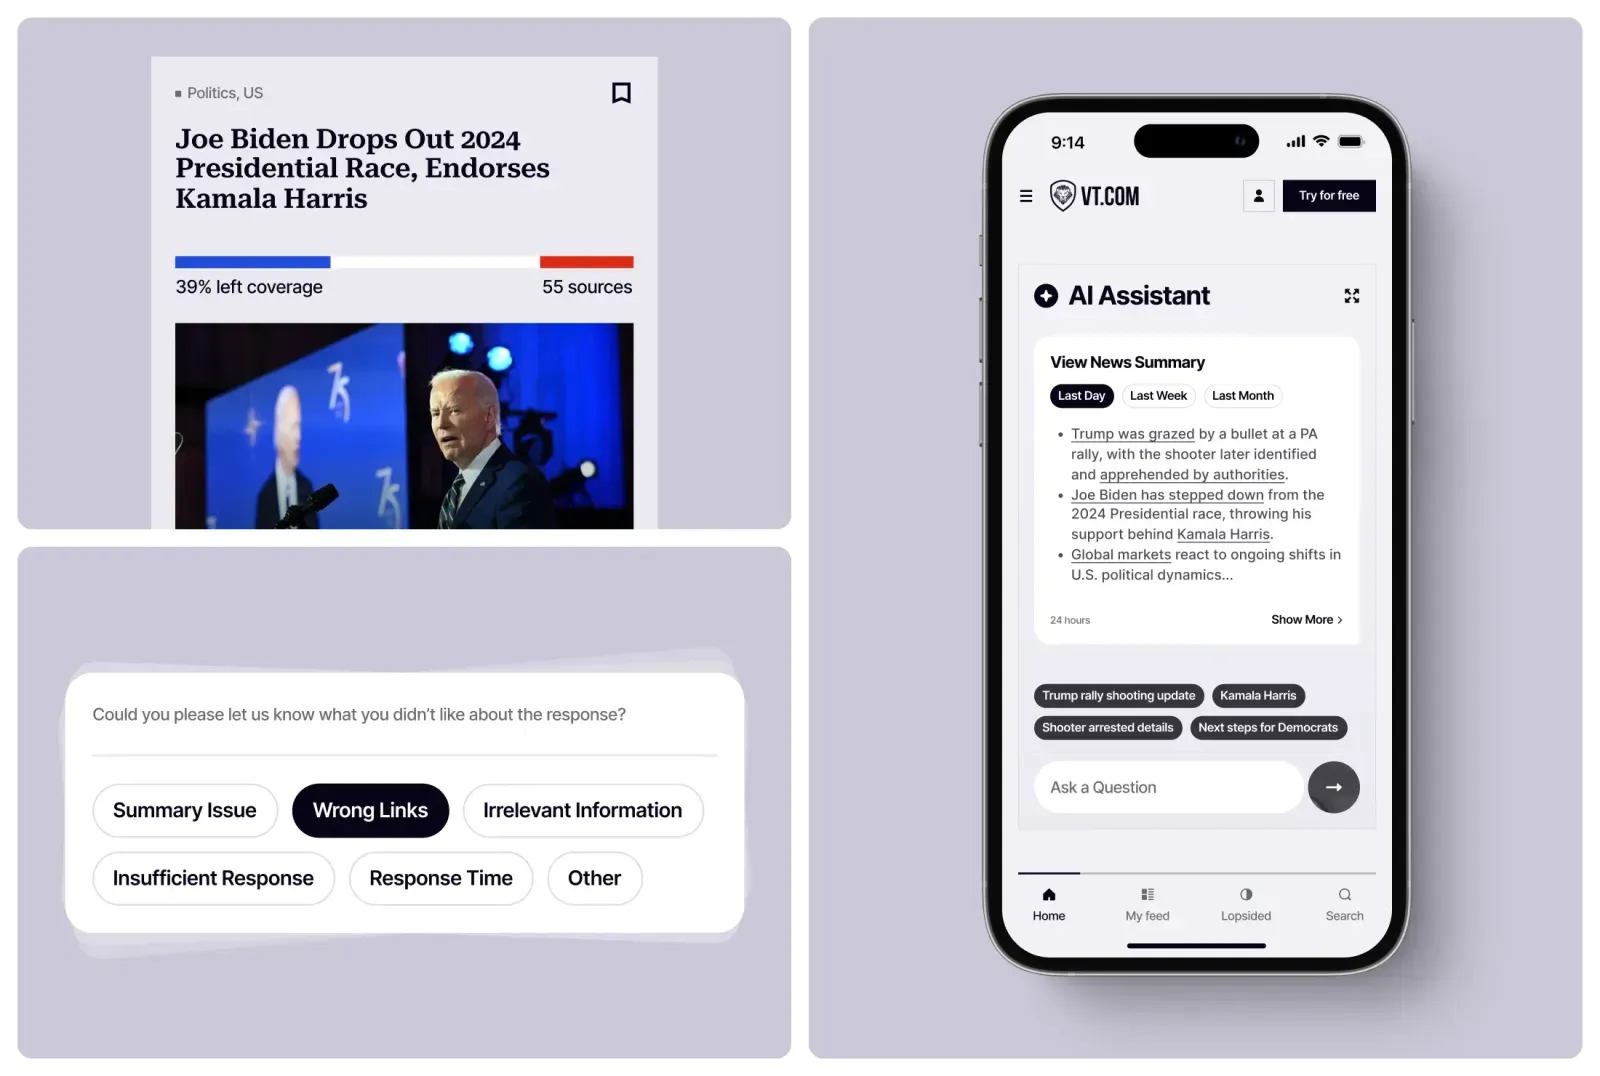 Politics, US
Joe Biden Drops Out 2024
Presidential Race, Endorses
Kamala Harris
39% left coverage
55 sources
75
75
Could you please let us know what you didn't like about the response?
Summary Issue
Wrong Links
Irrelevant Information
Insufficient Response
Response Time
Other
9:14
VT.COM
Try for free
AI Assistant
View News Summary
Last Day
Last Week
Last Month
• Trump was grazed by a bullet at a PA
rally, with the shooter later identified
and apprehended by authorities.
• Joe Biden has stepped down from the
2024 Presidential race, throwing his
support behind Kamala Harris.
• Global markets react to ongoing shifts in
U.S. political dynamics...
24 hours
Show More >
Trump rally shooting update
Kamala Harris
Shooter arrested details
Next steps for Democrats
Ask a Question
Home
My feed
Lopsided
Search